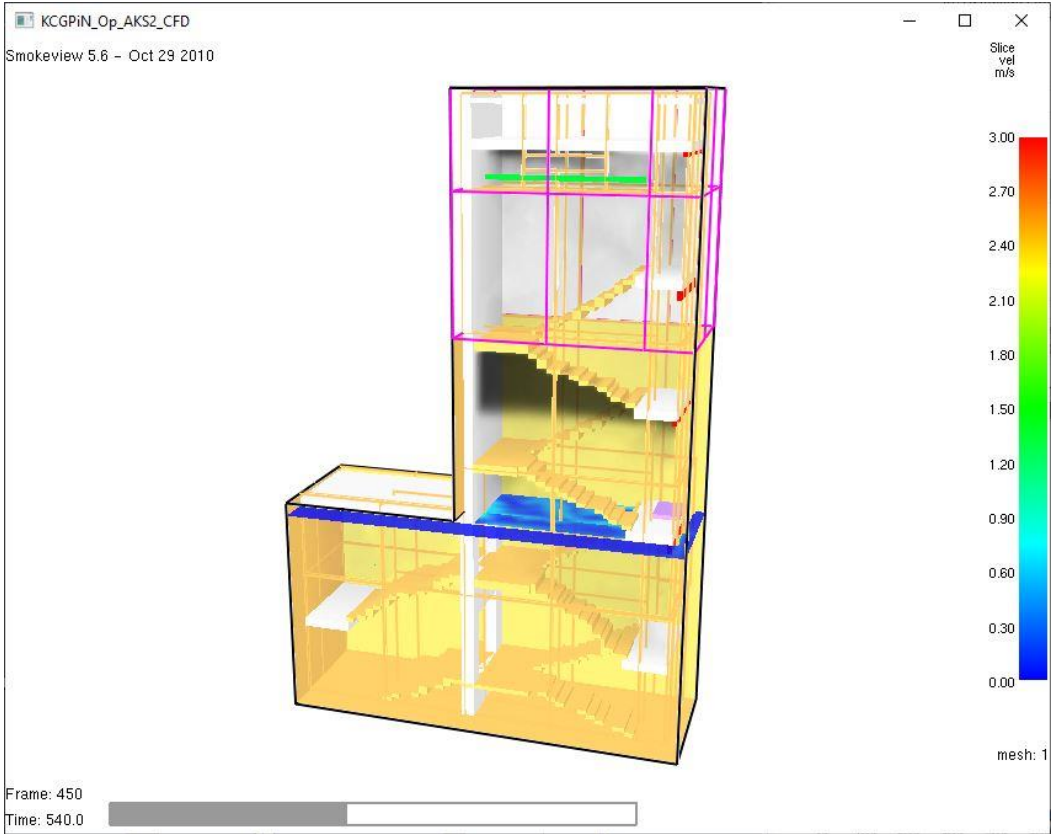 KCGPiN_Op_AKS2_CFD
Smokeview 5.6 – Oct 29 2010
Slice
vel
m/s
3.00
2.70
2.40
2.10
1.80
1.50
1.20
0.90
0.60
0.30
0.00
mesh: 1
Frame: 450
Time: 540.0